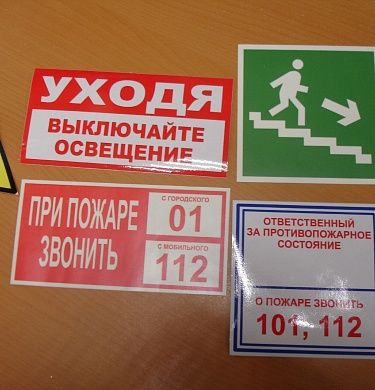 УХОДЯ
ВЫКЛЮЧАЙТЕ
ОСВЕЩЕНИЕ
ПРИ ПОЖАРЕ
ЗВОНИТЬ
С ГОРОДСКОГО
01
С МОБИЛЬНОГО
112
ОТВЕТСТВЕННЫЙ
ЗА ПРОТИВОПОЖАРНОЕ
СОСТОЯНИЕ
О ПОЖАРЕ ЗВОНИТЬ
101, 112